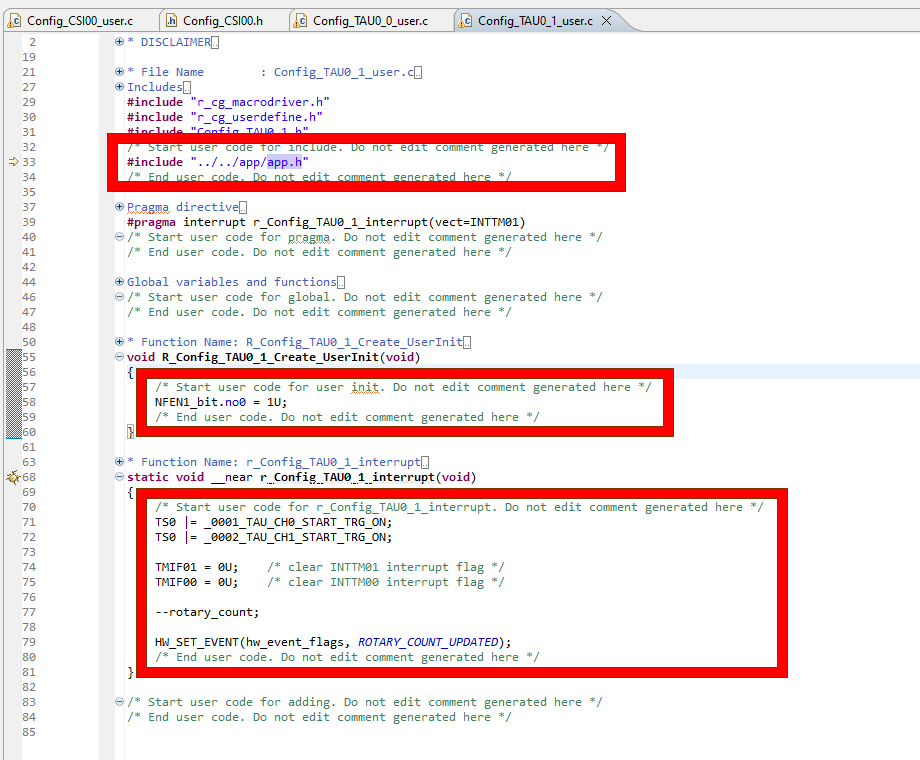 Config_CSI00_user.c Config_CSI00.h Config_TAU0_0_user.c Config_TAU0_1_user.c
2 * DISCLAIMER
19
21 * File Name : Config_TAU0_1_user.c
27 Includes
29 #include "r_cg_macrodriver.h"
30 #include "r_cg_userdefine.h"
31 #include "Config_TAU0_1.h"
32 /* Start user code for include. Do not edit comment generated here */
33 #include "../../app/app.h"
34 /* End user code. Do not edit comment generated here */
35
37 Pragma directive
39 #pragma interrupt r_Config_TAU0_1_interrupt(vect=INTTM01)
40 /* Start user code for pragma. Do not edit comment generated here */
41 /* End user code. Do not edit comment generated here */
42
44 Global variables and functions
46 /* Start user code for global. Do not edit comment generated here */
47 /* End user code. Do not edit comment generated here */
48
50 * Function Name: R_Config_TAU0_1_Create_UserInit
55 void R_Config_TAU0_1_Create_UserInit(void)
56 {
57 /* Start user code for user init. Do not edit comment generated here */
58 NFEN1_bit.no0 = 1U;
59 /* End user code. Do not edit comment generated here */
60 }
61
63 * Function Name: r_Config_TAU0_1_interrupt
68 static void __near r_Config_TAU0_1_interrupt(void)
69 {
70 /* Start user code for r_Config_TAU0_1_interrupt. Do not edit comment generated here */
71 TS0 |= _0001_TAU_CH0_START_TRG_ON;
72 TS0 |= _0002_TAU_CH1_START_TRG_ON;
73
74 TMIF01 = 0U; /* clear INTTM01 interrupt flag */
75 TMIF00 = 0U; /* clear INTTM00 interrupt flag */
76
77 --rotary_count;
78
79 HW_SET_EVENT(hw_event_flags, ROTARY_COUNT_UPDATED);
80 /* End user code. Do not edit comment generated here */
81 }
82
83 /* Start user code for adding. Do not edit comment generated here */
84 /* End user code. Do not edit comment generated here */
85